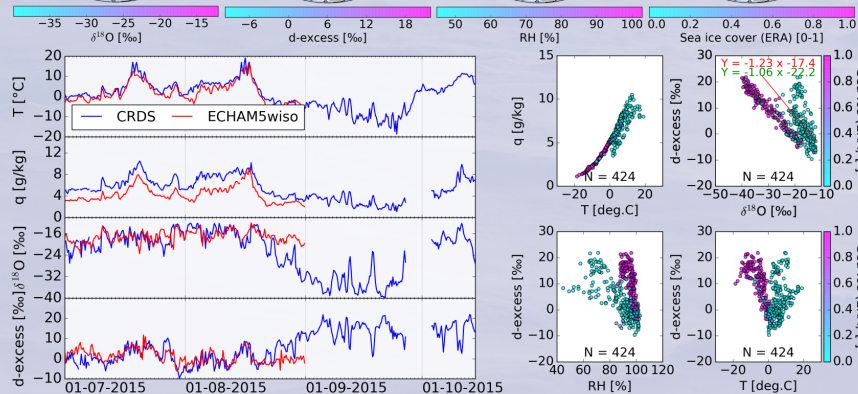 −35 −30 −25 −20 −15
δ¹⁸O [‰]
−6 0 6 12 18
d-excess [‰]
50 60 70 80 90 100
RH [%]
0.0 0.2 0.4 0.6 0.8 1.0
Sea ice cover (ERA) [0-1]
20
10
0
−10
−20
T [°C]
CRDS ECHAM5wiso
12
8
4
0
q [g/kg]
−16
−24
−32
−40
δ¹⁸O [‰]
20
10
0
−10
d-excess [‰]
01-07-2015 01-08-2015 01-09-2015 01-10-2015
15
10
5
0
q [g/kg]
N = 424
−20 0 20
T [deg.C]
Y = -1.23 x -17.4
Y = -1.06 x -22.2
30
20
10
0
−10
−20
d-excess [‰]
N = 424
−50 −40 −30 −20 −10
δ¹⁸O [‰]
1.0
0.8
0.6
0.4
0.2
0.0
30
20
10
0
−10
−20
d-excess [‰]
N = 424
40 60 80 100
RH [%]
30
20
10
0
−10
−20
d-excess [‰]
N = 424
−20 0 20
T [deg.C]
1.0
0.8
0.6
0.4
0.2
0.0